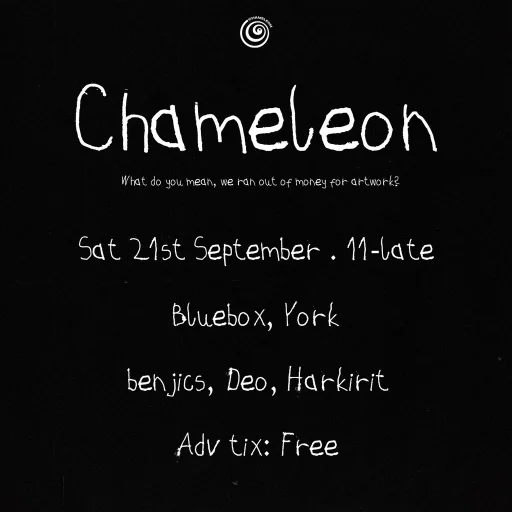 Chameleon
What do you mean, we ran out of money for artwork?
Sat 21st September . 11-late
Bluebox, York
benjics, Deo, Harkirit
Adv tix: Free